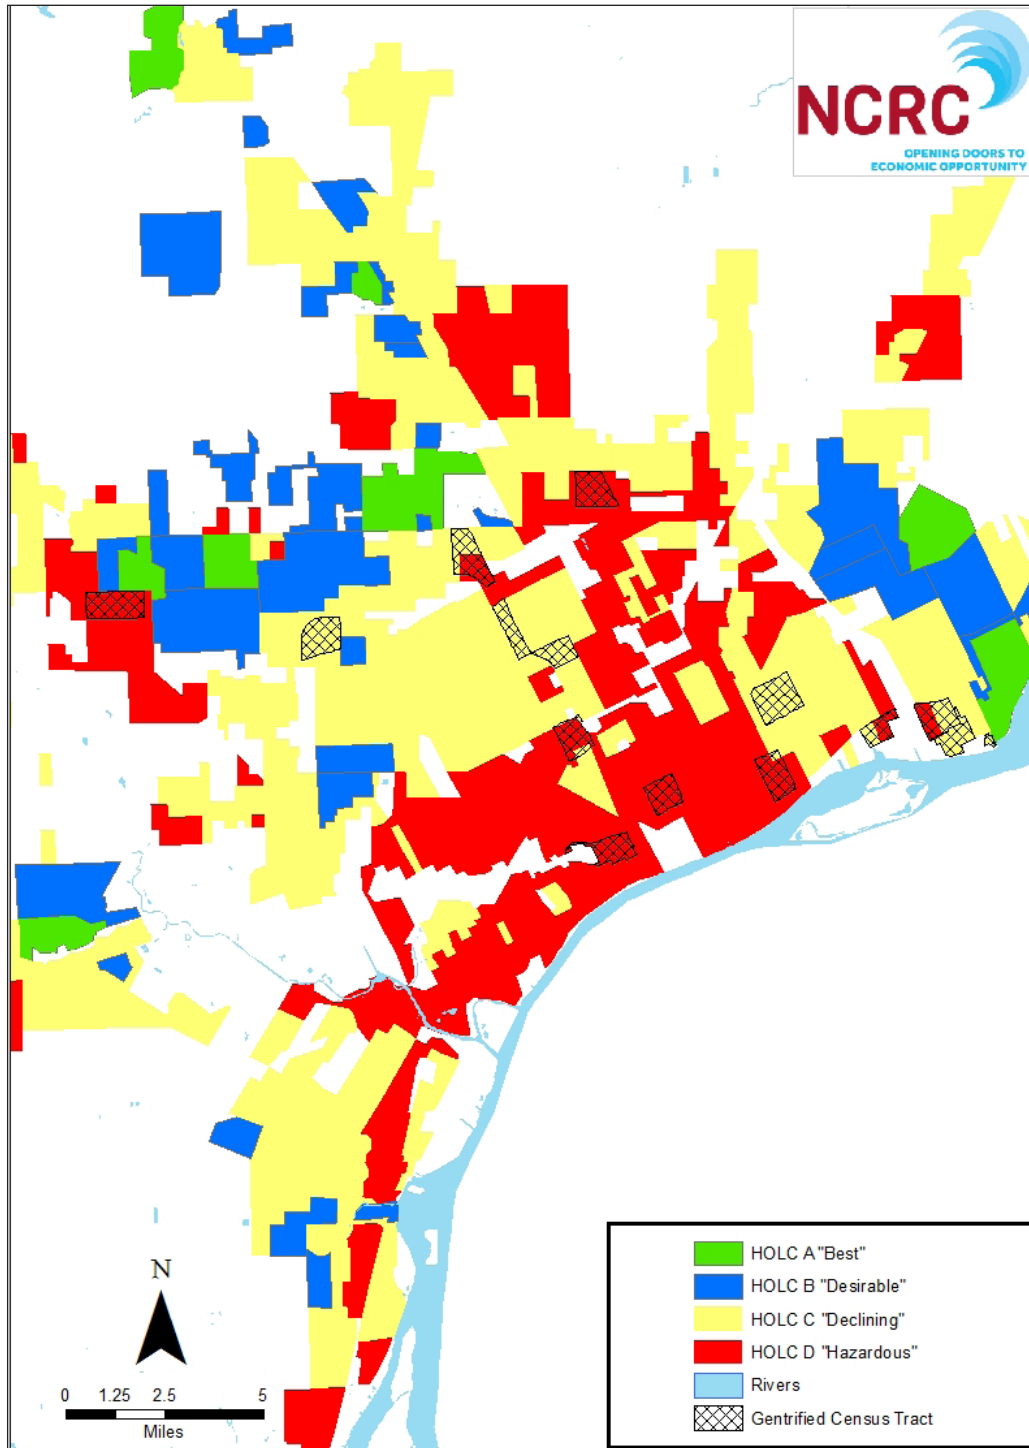 NCRC
OPENING DOORS TO
ECONOMIC OPPORTUNITY
N
0 1.25 2.5 5
Miles
HOLC A "Best"
HOLC B "Desirable"
HOLC C "Declining"
HOLC D "Hazardous"
Rivers
Gentrified Census Tract